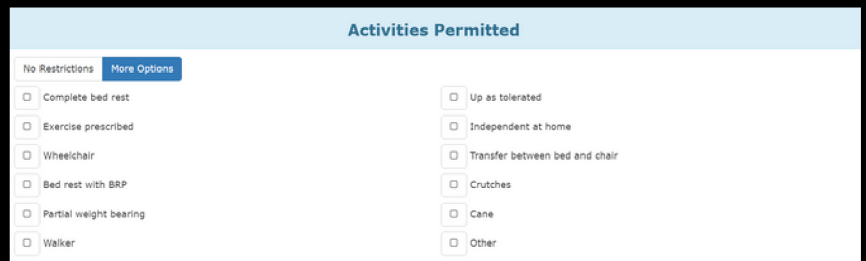 Activities Permitted
No Restrictions More Options
Complete bed rest Up as tolerated
Exercise prescribed Independent at home
Wheelchair Transfer between bed and chair
Bed rest with BRP Crutches
Partial weight bearing Cane
Walker Other